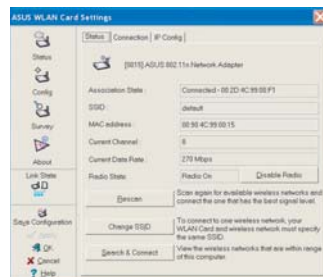 ASUS WLAN Card Settings
Status
Config
Survey
About
Link State
Save Configuration
Apply
OK
Cancel
Help
Status Connection IP Config
[0015] ASUS 802.11n Network Adapter
Association State : Connected - 00:2D:4C:99:00:F1
SSID : default
MAC address : 00:90:4C:99:00:15
Current Channel : 6
Current Data Rate : 270 Mbps
Radio State : Radio On Disable Radio
Rescan Scan again for available wireless networks and
connect the one that has the best signal level.
Change SSID To connect to one wireless network, your
WLAN Card and wireless network must specify
the same SSID.
Search & Connect View the wireless networks that are within range
of this computer.